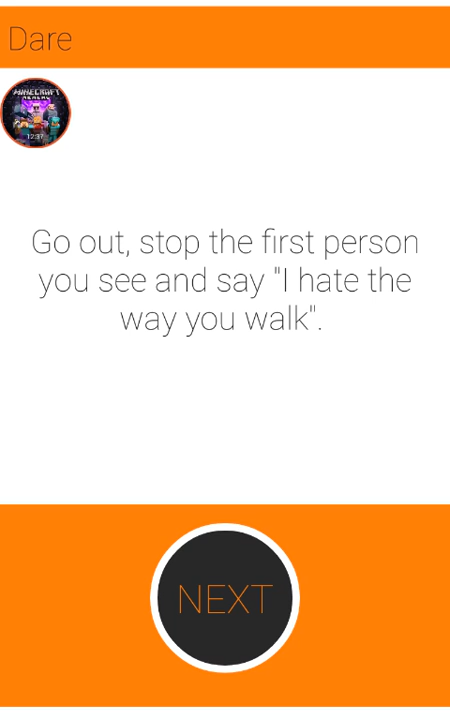 Dare
MINECRAFT
12:37
Go out, stop the first person
you see and say "I hate the
way you walk".
NEXT